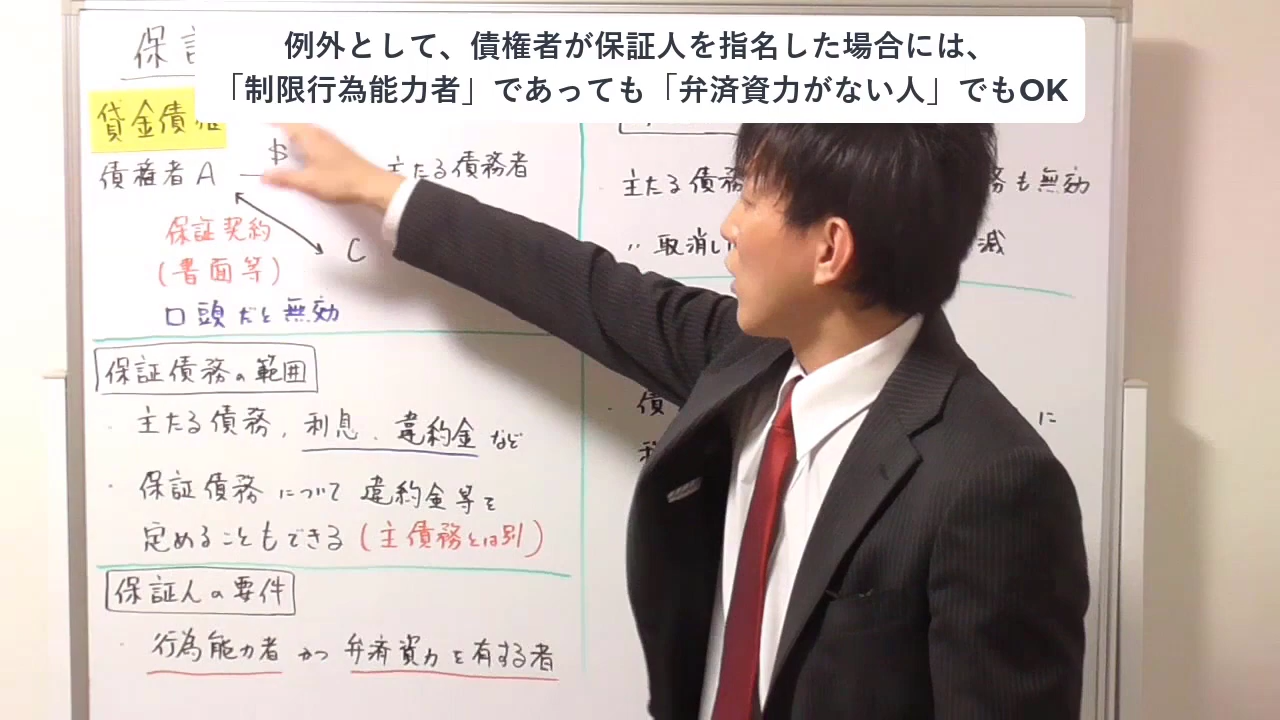 例外として、債権者が保証人を指名した場合には、
「制限行為能力者」であっても「弁済資力がない人」でもOK
保証
貸金債権
債権者A
$
主たる債務者
保証契約
(書面等)
C
口頭だと無効
保証債務の範囲
・主たる債務、利息、違約金など
・保証債務について違約金等を
定めることもできる(主債務とは別)
保証人の要件
・行為能力者かつ弁済資力を有する者
・主たる債務
務も無効
〃取消し
減
・債
に